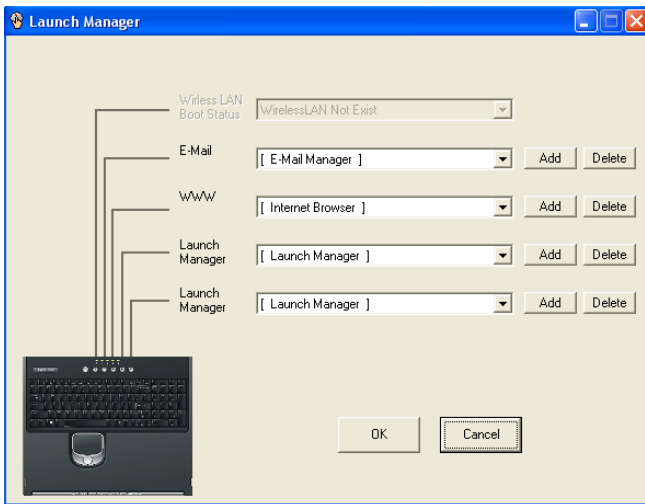 Launch Manager
Wirless LAN
Boot Status
WirelessLAN Not Exist
E-Mail
[ E-Mail Manager ]
Add
Delete
WWW
[ Internet Browser ]
Add
Delete
Launch
Manager
[ Launch Manager ]
Add
Delete
Launch
Manager
[ Launch Manager ]
Add
Delete
OK
Cancel